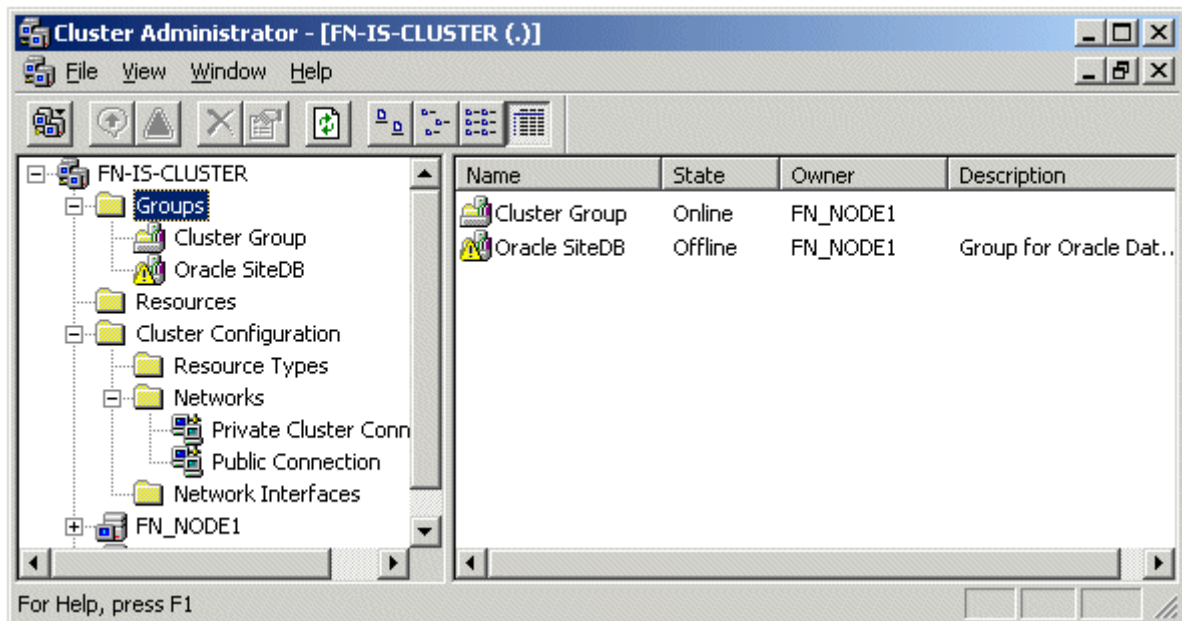 Cluster Administrator - [FN-IS-CLUSTER (.)]
File View Window Help
FN-IS-CLUSTER
Groups
Cluster Group
Oracle SiteDB
Resources
Cluster Configuration
Resource Types
Networks
Private Cluster Conn
Public Connection
Network Interfaces
FN_NODE1
Name State Owner Description
Cluster Group Online FN_NODE1
Oracle SiteDB Offline FN_NODE1 Group for Oracle Dat..
For Help, press F1